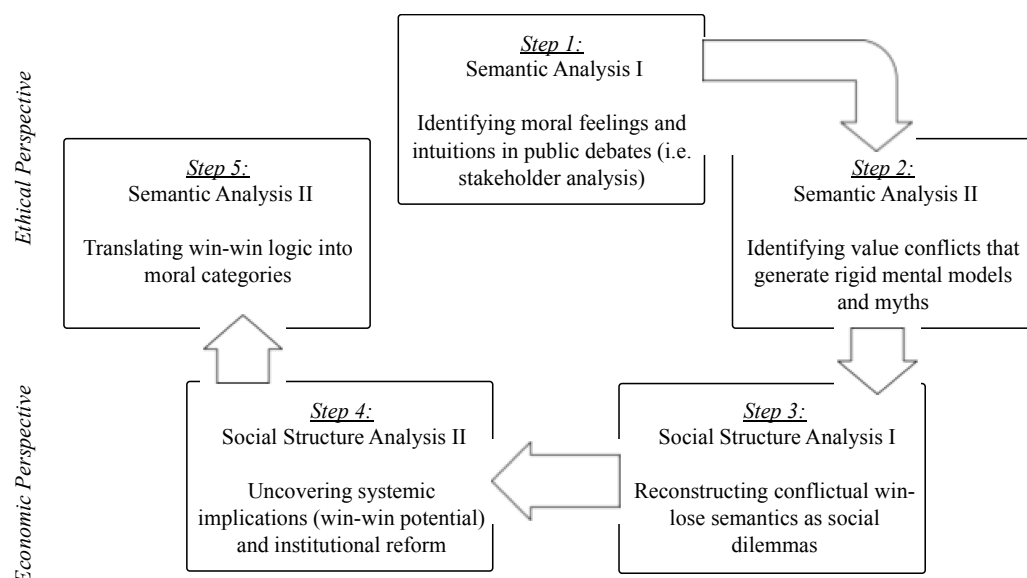 Ethical Perspective
Step 1:
Semantic Analysis I
Identifying moral feelings and
intuitions in public debates (i.e.
stakeholder analysis)
Step 2:
Semantic Analysis II
Identifying value conflicts that
generate rigid mental models
and myths
Step 5:
Semantic Analysis II
Translating win-win logic into
moral categories
Economic Perspective
Step 3:
Social Structure Analysis I
Reconstructing conflictual win-
lose semantics as social
dilemmas
Step 4:
Social Structure Analysis II
Uncovering systemic
implications (win-win potential)
and institutional reform